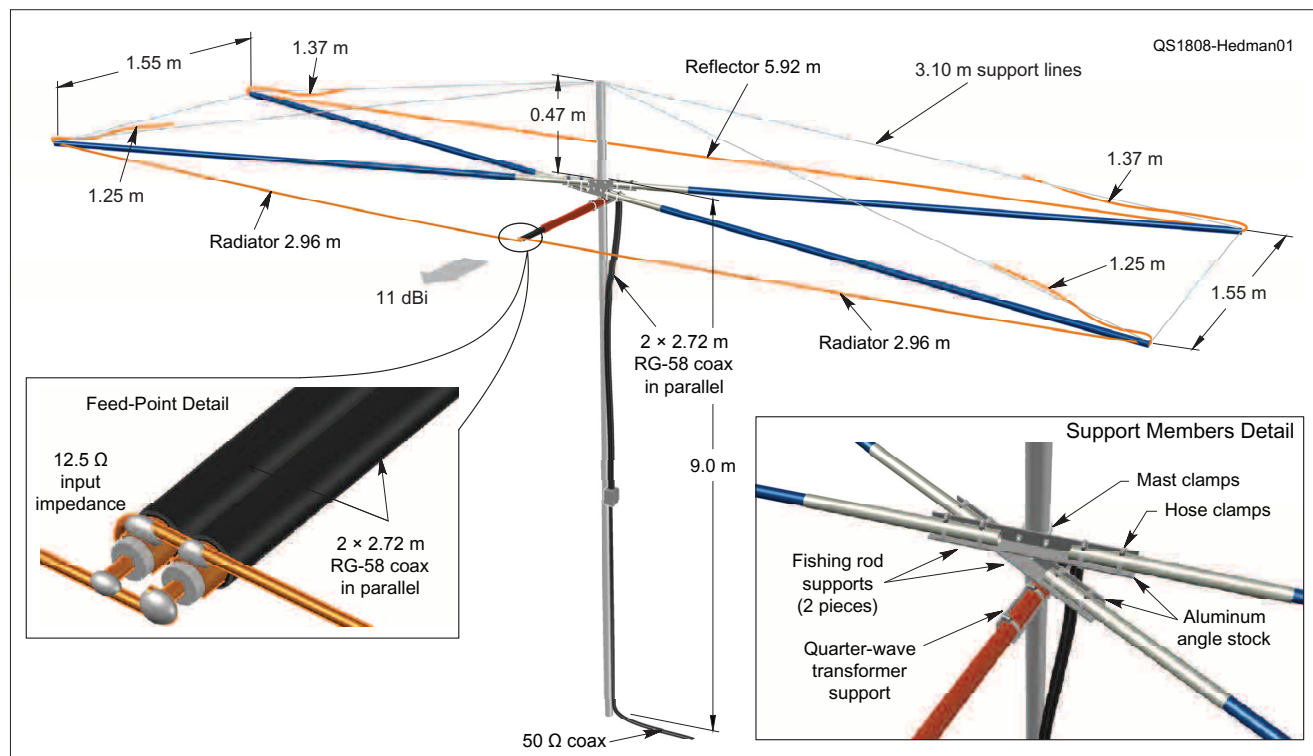 QS1808-Hedman01
1.55 m
1.37 m
Reflector 5.92 m
3.10 m support lines
0.47 m
1.25 m
1.37 m
Radiator 2.96 m
11 dBi
1.25 m
1.55 m
2 × 2.72 m
RG-58 coax
in parallel
Radiator 2.96 m
9.0 m
50 Ω coax
Feed-Point Detail
12.5 Ω
input
impedance
2 × 2.72 m
RG-58 coax
in parallel
Support Members Detail
Mast clamps
Hose clamps
Fishing rod
supports
(2 pieces)
Aluminum
angle stock
Quarter-wave
transformer
support